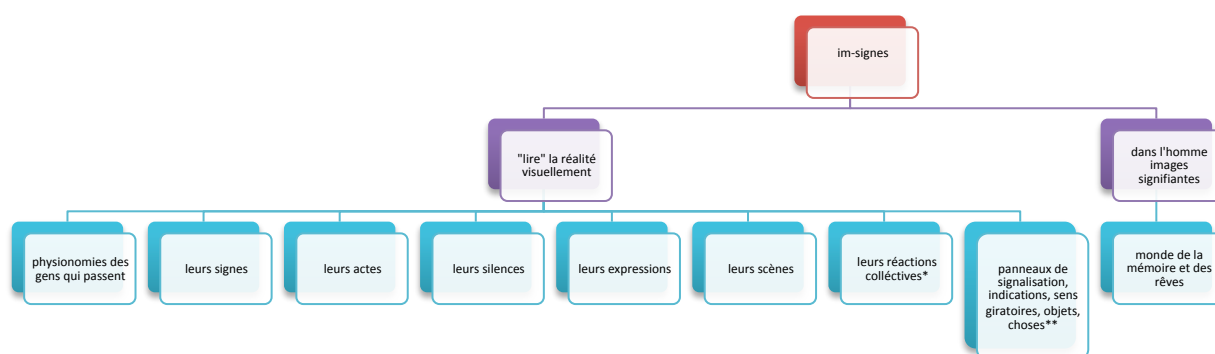 im-signes
"lire" la réalité
visuellement
dans l'homme
images
signifiantes
physionomies des
gens qui passent
leurs signes
leurs actes
leurs silences
leurs expressions
leurs scènes
leurs réactions
colléctives*
panneaux de
signalisation,
indications, sens
giratoires, objets,
choses**
monde de la
mémoire et des
rêves